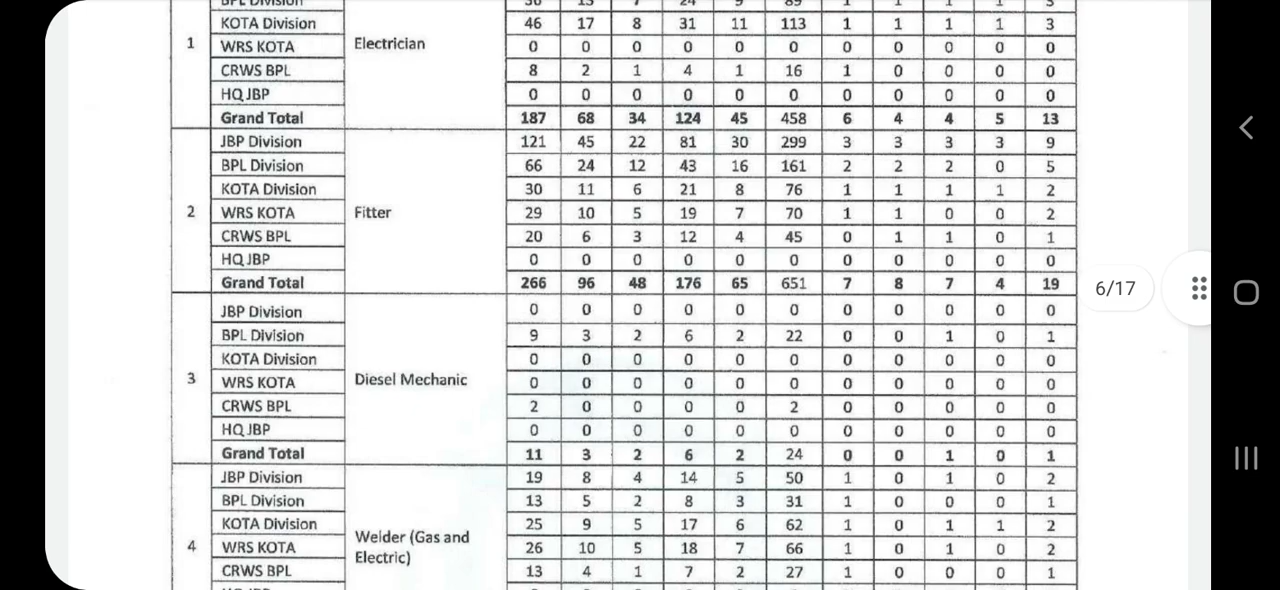 BPL Division 36 13 7 24 9 89 1 1 1 1 3
KOTA Division 46 17 8 31 11 113 1 1 1 1 3
1 WRS KOTA Electrician 0 0 0 0 0 0 0 0 0 0 0
CRWS BPL 8 2 1 4 1 16 1 0 0 0 0
HQ JBP 0 0 0 0 0 0 0 0 0 0 0
Grand Total 187 68 34 124 45 458 6 4 4 5 13
JBP Division 121 45 22 81 30 299 3 3 3 3 9
BPL Division 66 24 12 43 16 161 2 2 2 0 5
KOTA Division 30 11 6 21 8 76 1 1 1 1 2
2 WRS KOTA Fitter 29 10 5 19 7 70 1 1 0 0 2
CRWS BPL 20 6 3 12 4 45 0 1 1 0 1
HQ JBP 0 0 0 0 0 0 0 0 0 0 0
Grand Total 266 96 48 176 65 651 7 8 7 4 19
6/17
JBP Division 0 0 0 0 0 0 0 0 0 0 0
BPL Division 9 3 2 6 2 22 0 0 1 0 1
KOTA Division 0 0 0 0 0 0 0 0 0 0 0
3 WRS KOTA Diesel Mechanic 0 0 0 0 0 0 0 0 0 0 0
CRWS BPL 2 0 0 0 0 2 0 0 0 0 0
HQ JBP 0 0 0 0 0 0 0 0 0 0 0
Grand Total 11 3 2 6 2 24 0 0 1 0 1
JBP Division 19 8 4 14 5 50 1 0 1 0 2
BPL Division 13 5 2 8 3 31 1 0 0 0 1
KOTA Division 25 9 5 17 6 62 1 0 1 1 2
4 WRS KOTA Welder (Gas and Electric) 26 10 5 18 7 66 1 0 1 0 2
CRWS BPL 13 4 1 7 2 27 1 0 0 0 1